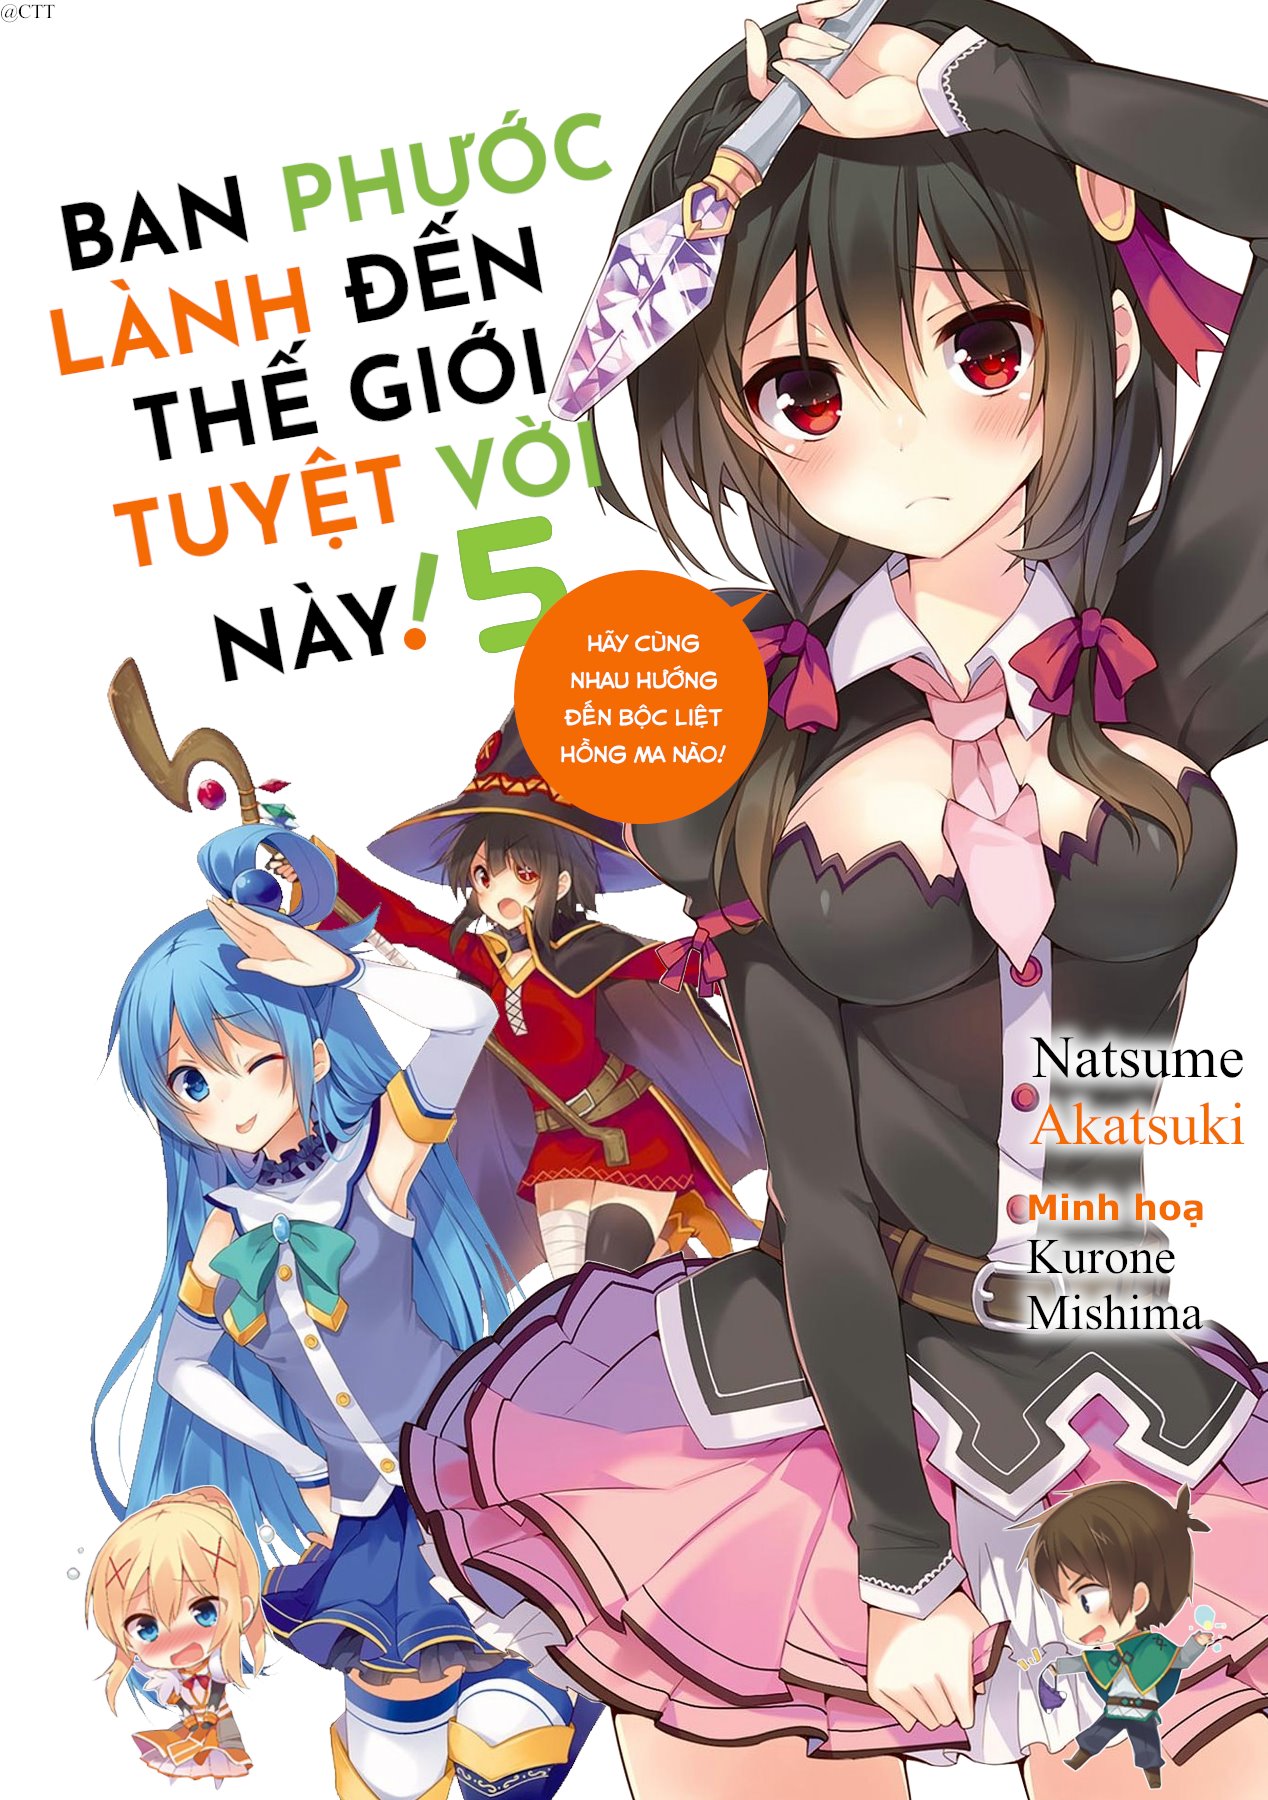 @CTT
BAN PHƯỚC
LÀNH ĐẾN
THẾ GIỚI
TUYỆT VỜI
NÀY! 5
HÃY CÙNG
NHAU HƯỚNG
ĐẾN BỘC LIỆT
HỒNG MA NÀO!
Natsume
Akatsuki
Minh hoạ
Kurone
Mishima